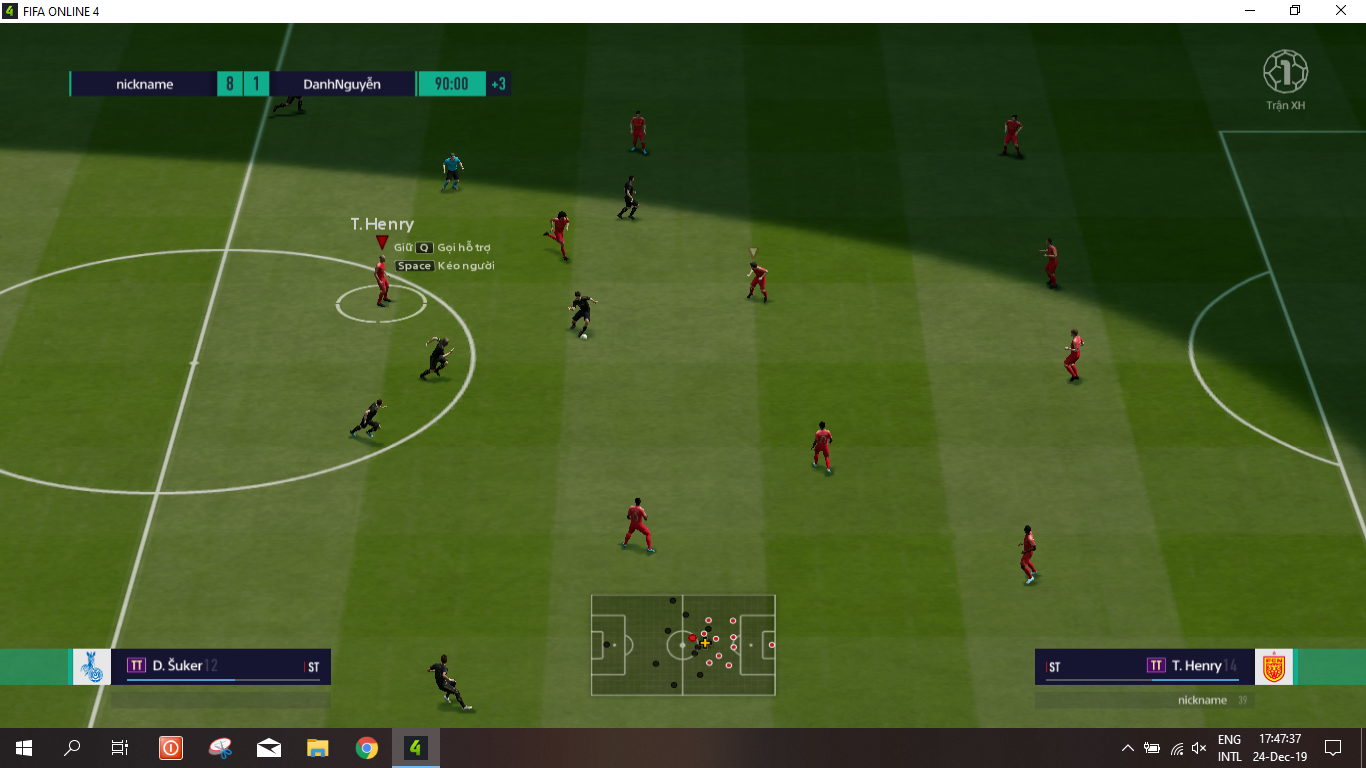 FIFA ONLINE 4
nickname 8 1 DanhNguyễn 90:00 +3
1
Trận XH
T. Henry
Giữ Q Gọi hỗ trợ
Space Kéo người
TT D. Šuker 12 ST
ST TT T. Henry 14
nickname 39
ENG
INTL
17:47:37
24-Dec-19